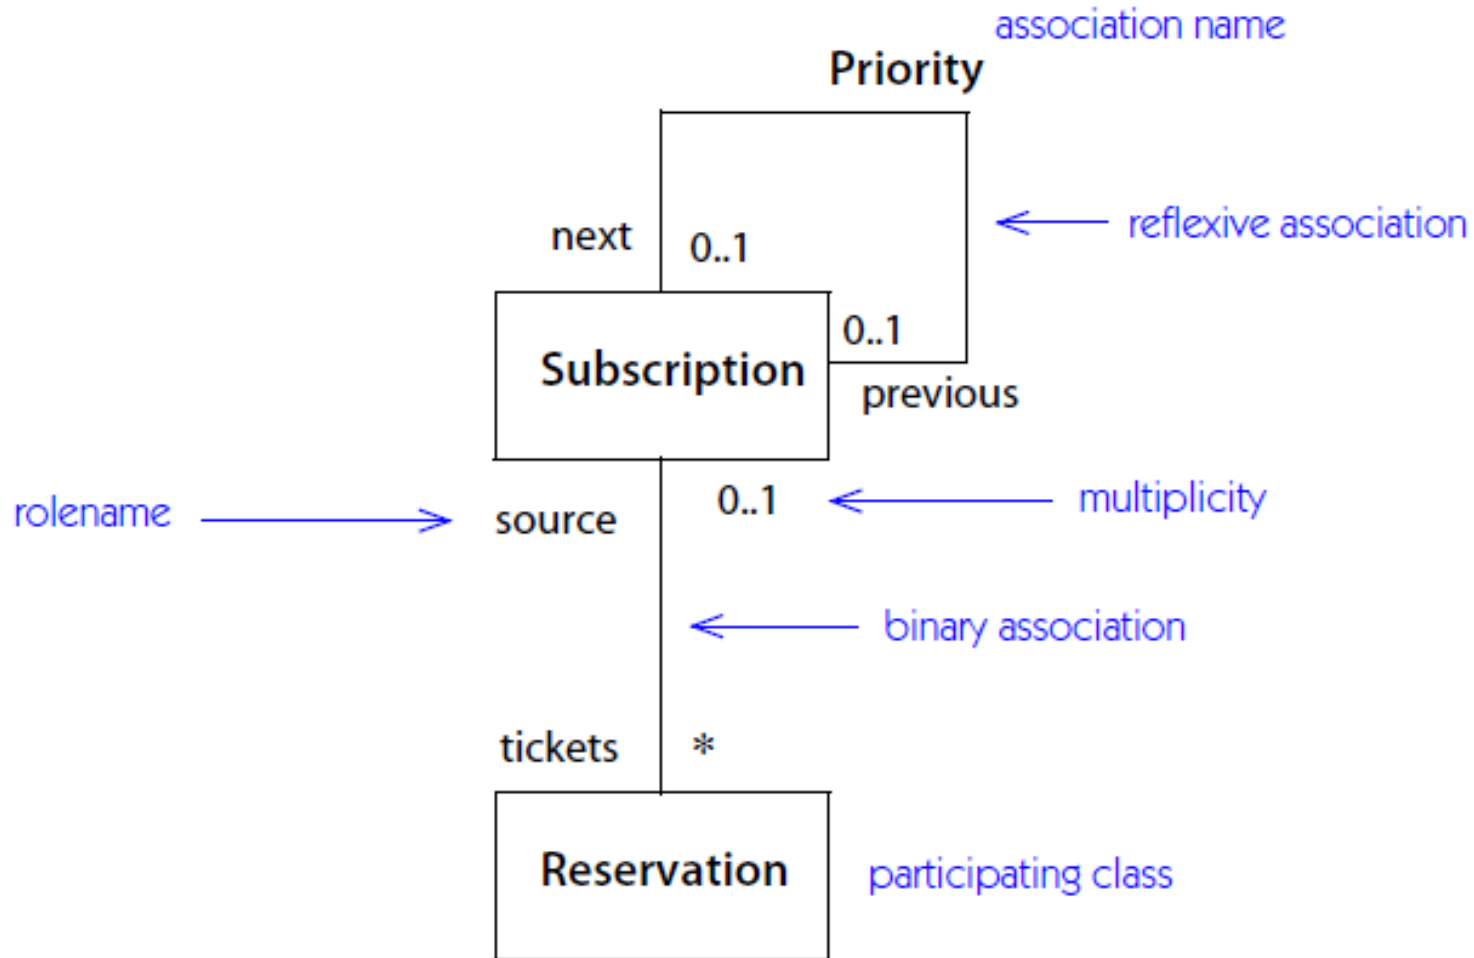 association name
Priority
next
0..1
reflexive association
0..1
Subscription
previous
rolename
source
0..1
multiplicity
binary association
tickets
*
Reservation
participating class